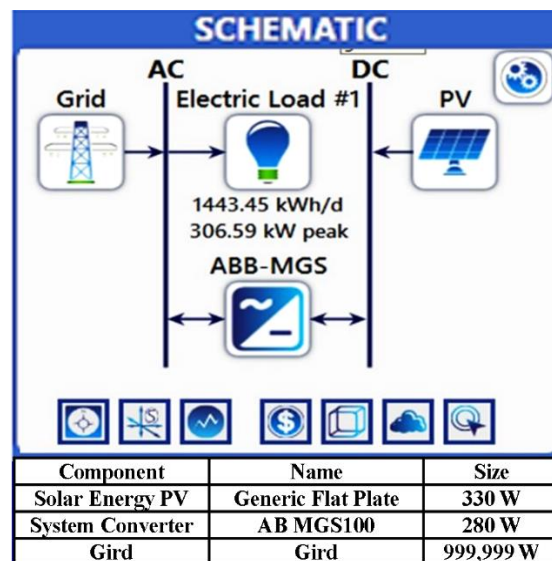 SCHEMATIC
AC DC
Grid Electric Load #1 PV
1443.45 kWh/d
306.59 kW peak
ABB-MGS
Component Name Size
Solar Energy PV Generic Flat Plate 330 W
System Converter AB MGS100 280 W
Gird Gird 999,999 W